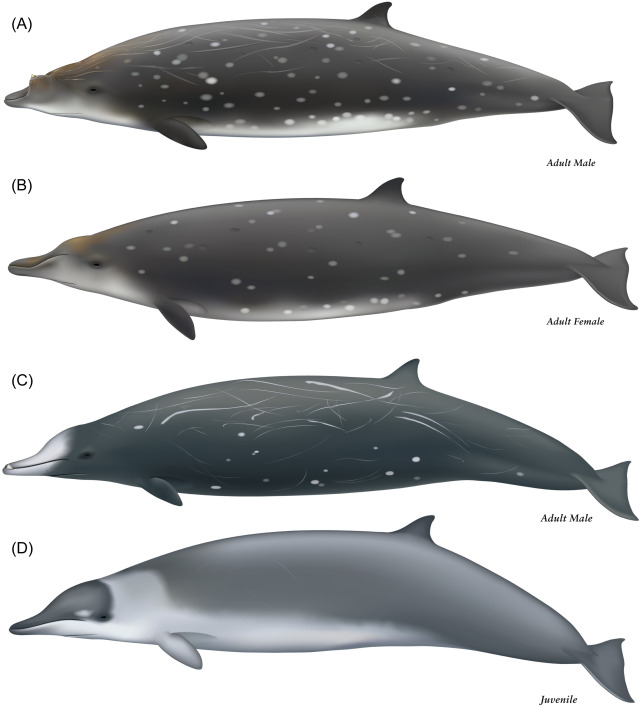 (A)
Adult Male
(B)
Adult Female
(C)
Adult Male
(D)
Juvenile